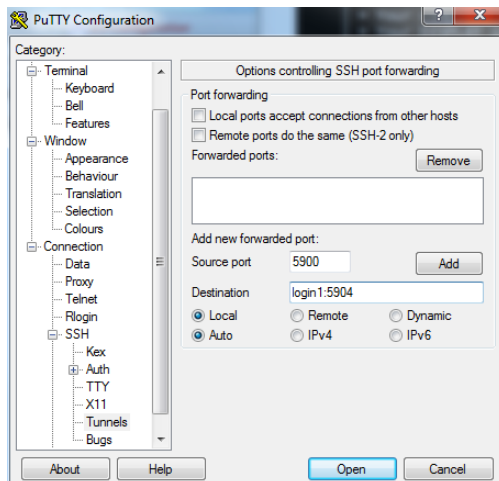 PuTTY Configuration
?
X
Category:
Terminal
Keyboard
Bell
Features
Window
Appearance
Behaviour
Translation
Selection
Colours
Connection
Data
Proxy
Telnet
Rlogin
SSH
Kex
Auth
TTY
X11
Tunnels
Bugs
Options controlling SSH port forwarding
Port forwarding
Local ports accept connections from other hosts
Remote ports do the same (SSH-2 only)
Forwarded ports:
Remove
Add new forwarded port:
Source port 5900 Add
Destination login1:5904
Local Remote Dynamic
Auto IPv4 IPv6
About Help Open Cancel